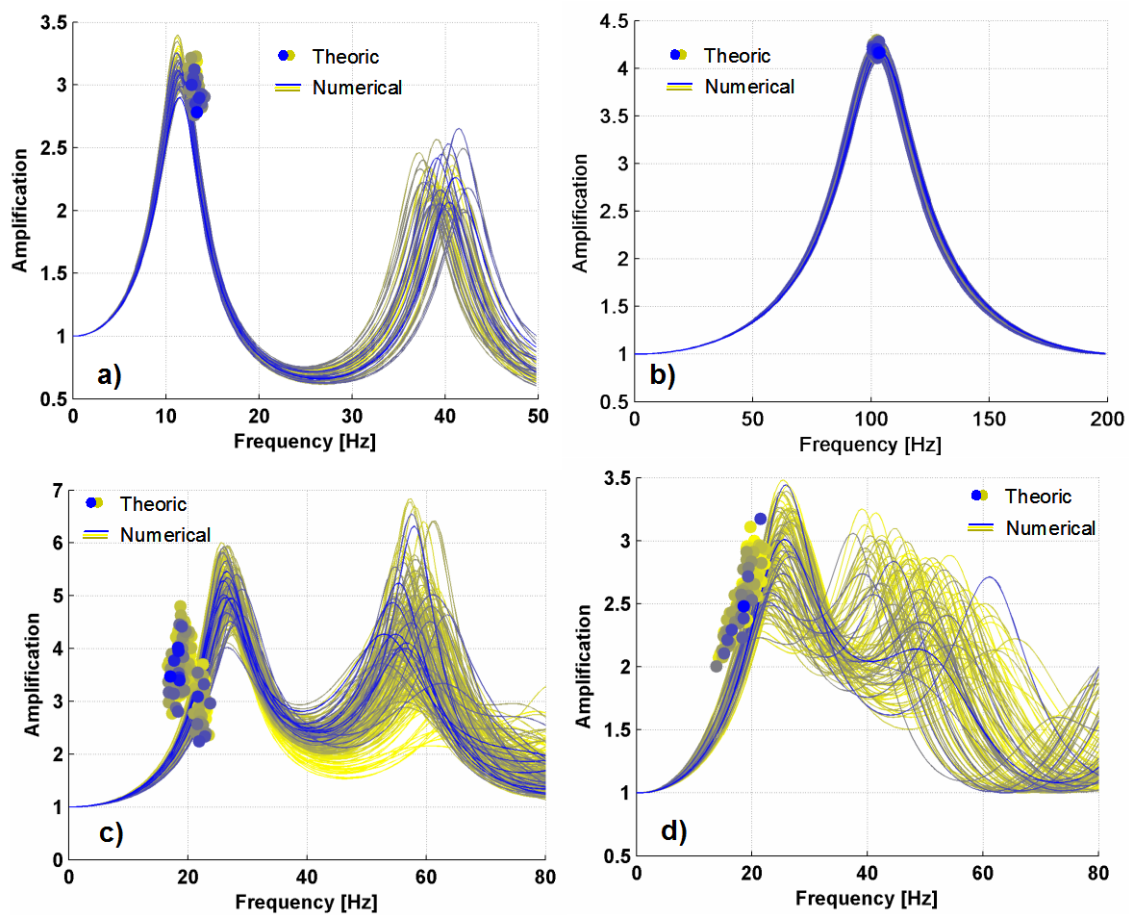 3.5
3
2.5
2
1.5
1
0.5
Amplification
Theoric
Numerical
a)
0 10 20 30 40 50
Frequency [Hz]
4.5
4
3.5
3
2.5
2
1.5
1
0.5
Amplification
Theoric
Numerical
b)
0 50 100 150 200
Frequency [Hz]
7
6
5
4
3
2
1
0
Amplification
Theoric
Numerical
c)
0 20 40 60 80
Frequency [Hz]
3.5
3
2.5
2
1.5
1
0.5
Amplification
Theoric
Numerical
d)
0 20 40 60 80
Frequency [Hz]